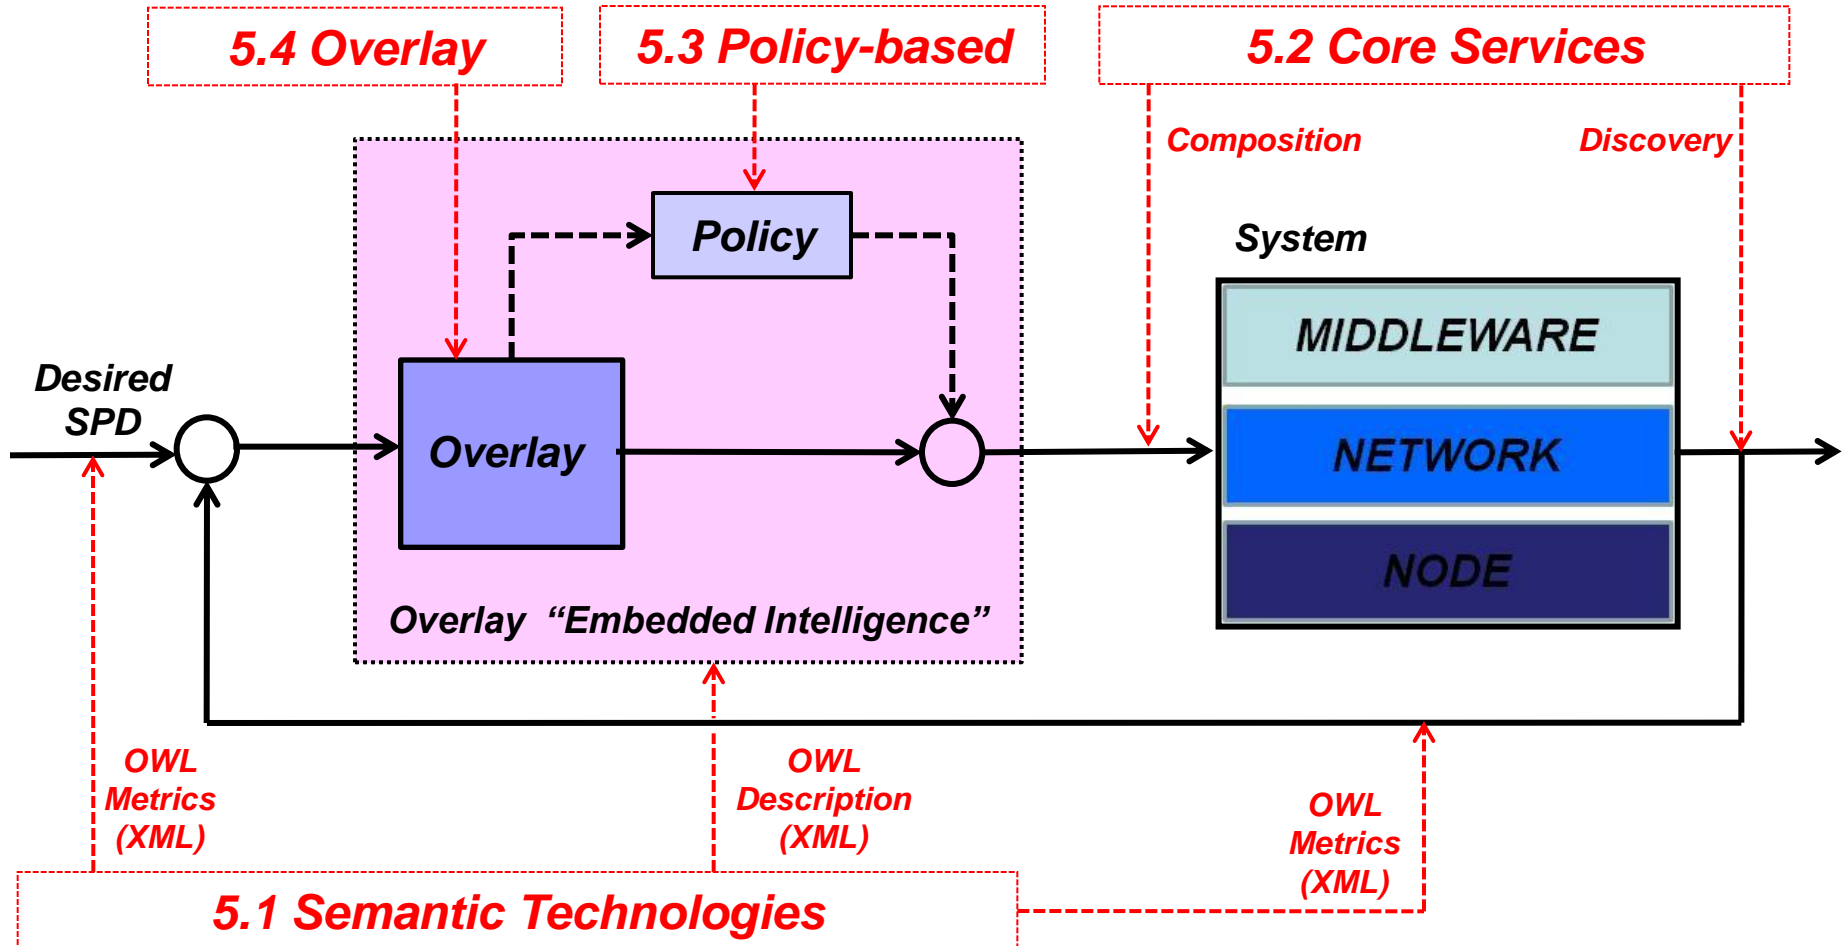 5.4 Overlay
5.3 Policy-based
5.2 Core Services
Composition
Discovery
Policy
System
MIDDLEWARE
Desired
SPD
Overlay
NETWORK
NODE
Overlay “Embedded Intelligence”
OWL
Metrics
(XML)
OWL
Description
(XML)
OWL
Metrics
(XML)
5.1 Semantic Technologies